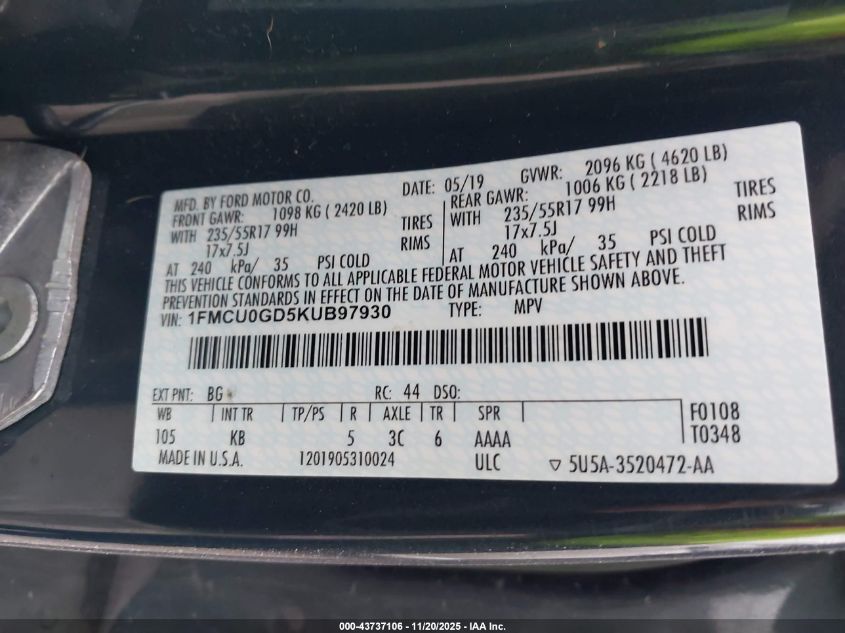 MFD. BY FORD MOTOR CO. DATE: 05/19 GVWR: 2096 KG ( 4620 LB)
FRONT GAWR: 1098 KG ( 2420 LB) REAR GAWR: 1006 KG ( 2218 LB)
WITH 235/55R17 99H TIRES WITH 235/55R17 99H TIRES
17x7.5J RIMS 17x7.5J RIMS
AT 240 kPa/ 35 PSI COLD AT 240 kPa/ 35 PSI COLD
THIS VEHICLE CONFORMS TO ALL APPLICABLE FEDERAL MOTOR VEHICLE SAFETY AND THEFT
PREVENTION STANDARDS IN EFFECT ON THE DATE OF MANUFACTURE SHOWN ABOVE.
VIN: 1FMCU0GD5KUB97930 TYPE: MPV
EXT PNT: BG RC: 44 DSO:
WB INT TR TP/PS R AXLE TR SPR F0108
105 KB 5 3C 6 AAAA T0348
MADE IN U.S.A. 1201905310024 ULC ▽ 5U5A-3520472-AA
000-43737106 - 11/20/2025 - IAA Inc.